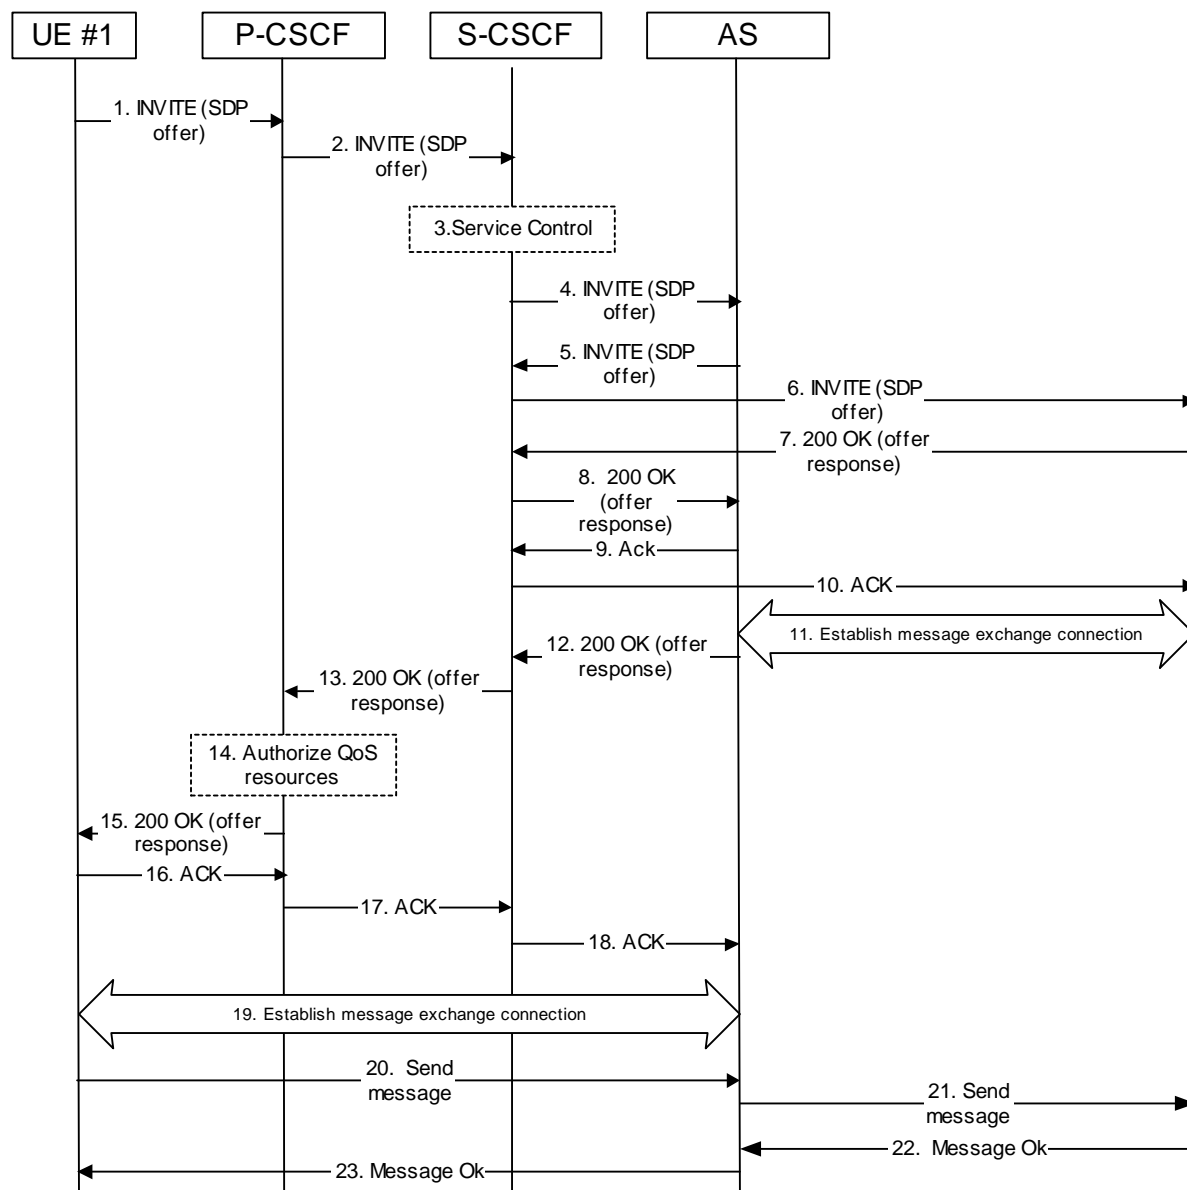 UE #1
P-CSCF
S-CSCF
AS
1. INVITE (SDP
offer)
2. INVITE (SDP
offer)
3.Service Control
4. INVITE (SDP
offer)
5. INVITE (SDP
offer)
6. INVITE (SDP
offer)
7. 200 OK (offer
response)
8. 200 OK
(offer
response)
9. Ack
10. ACK
11. Establish message exchange connection
12. 200 OK (offer
response)
13. 200 OK (offer
response)
14. Authorize QoS
resources
15. 200 OK (offer
response)
16. ACK
17. ACK
18. ACK
19. Establish message exchange connection
20. Send
message
21. Send
message
22. Message Ok
23. Message Ok